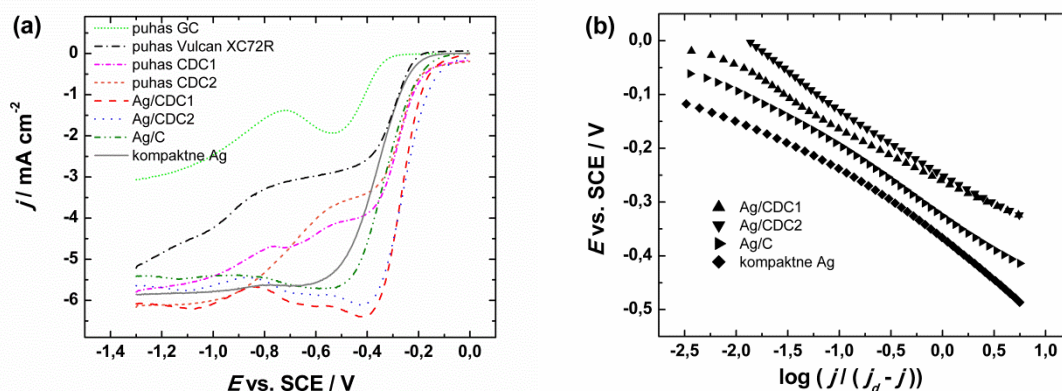 (a)
puhas GC
puhas Vulcan XC72R
puhas CDC1
puhas CDC2
Ag/CDC1
Ag/CDC2
Ag/C
kompaktne Ag
0
-1
-2
-3
-4
-5
-6
j / mA cm-2
-1,4 -1,2 -1,0 -0,8 -0,6 -0,4 -0,2 0,0
E vs. SCE / V
(b)
0,0
-0,1
-0,2
-0,3
-0,4
-0,5
E vs. SCE / V
Ag/CDC1
Ag/CDC2
Ag/C
kompaktne Ag
-2,5 -2,0 -1,5 -1,0 -0,5 0,0 0,5 1,0
log ( j / ( jd - j))